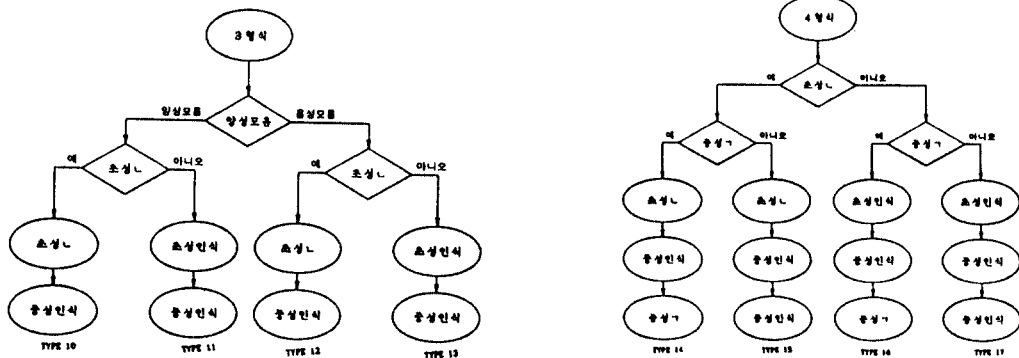 3형식
양성모음
양성모음
음성모음
예
초성ㄴ
아니오
예
초성ㄴ
아니오
초성ㄴ
초성인식
초성ㄴ
초성인식
중성인식
중성인식
중성인식
중성인식
TYPE 10
TYPE 11
TYPE 12
TYPE 13
4형식
예
초성ㄴ
아니오
예
종성ㄱ
아니오
예
종성ㄱ
아니오
초성ㄴ
초성ㄴ
초성인식
초성인식
중성인식
중성인식
중성인식
중성인식
종성ㄱ
종성인식
종성ㄱ
종성인식
TYPE 14
TYPE 15
TYPE 16
TYPE 17